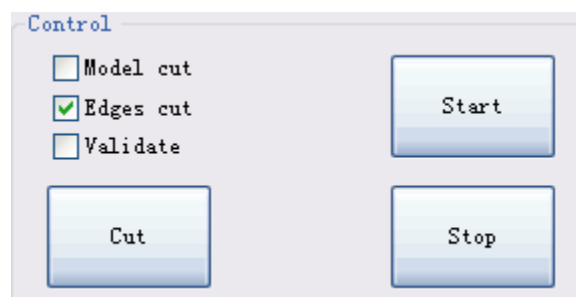 Control
Model cut
Edges cut
Validate
Start
Cut
Stop